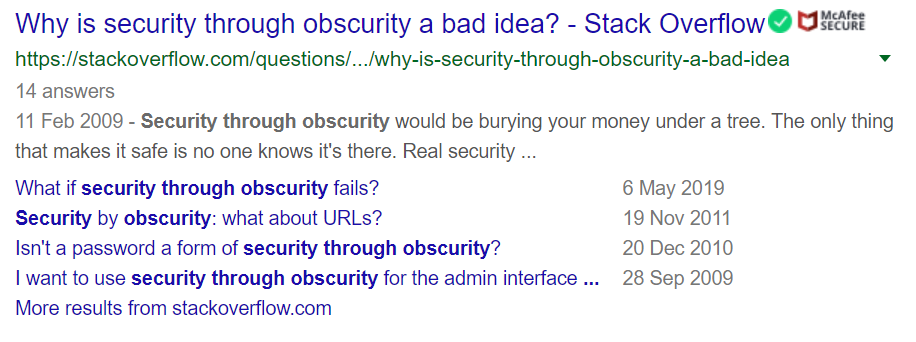 Why is security through obscurity a bad idea? - Stack Overflow McAfee SECURE
https://stackoverflow.com/questions/.../why-is-security-through-obscurity-a-bad-idea
14 answers
11 Feb 2009 - Security through obscurity would be burying your money under a tree. The only thing
that makes it safe is no one knows it's there. Real security ...
What if security through obscurity fails? 6 May 2019
Security by obscurity: what about URLs? 19 Nov 2011
Isn't a password a form of security through obscurity? 20 Dec 2010
I want to use security through obscurity for the admin interface ... 28 Sep 2009
More results from stackoverflow.com